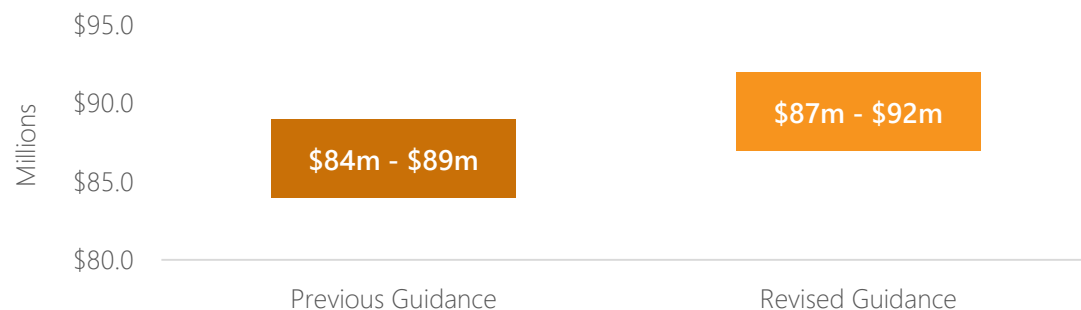 $95.0
$90.0
$85.0
$80.0
Millions
$84m - $89m
$87m - $92m
Previous Guidance
Revised Guidance